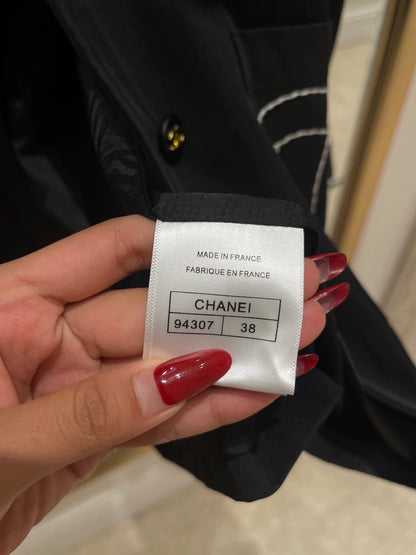 MADE IN FRANCE
FABRIQUE EN FRANCE
CHANEI
94307 38